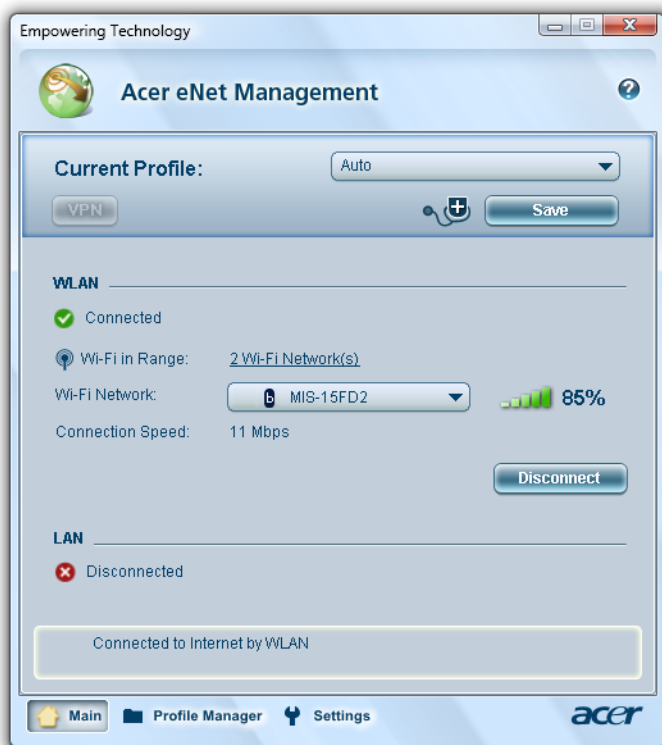 Empowering Technology
Acer eNet Management
?
Current Profile: Auto
VPN Save
WLAN
Connected
Wi-Fi in Range: 2 Wi-Fi Network(s)
Wi-Fi Network: b MIS-15FD2 85%
Connection Speed: 11 Mbps
Disconnect
LAN
Disconnected
Connected to Internet by WLAN
Main Profile Manager Settings acer